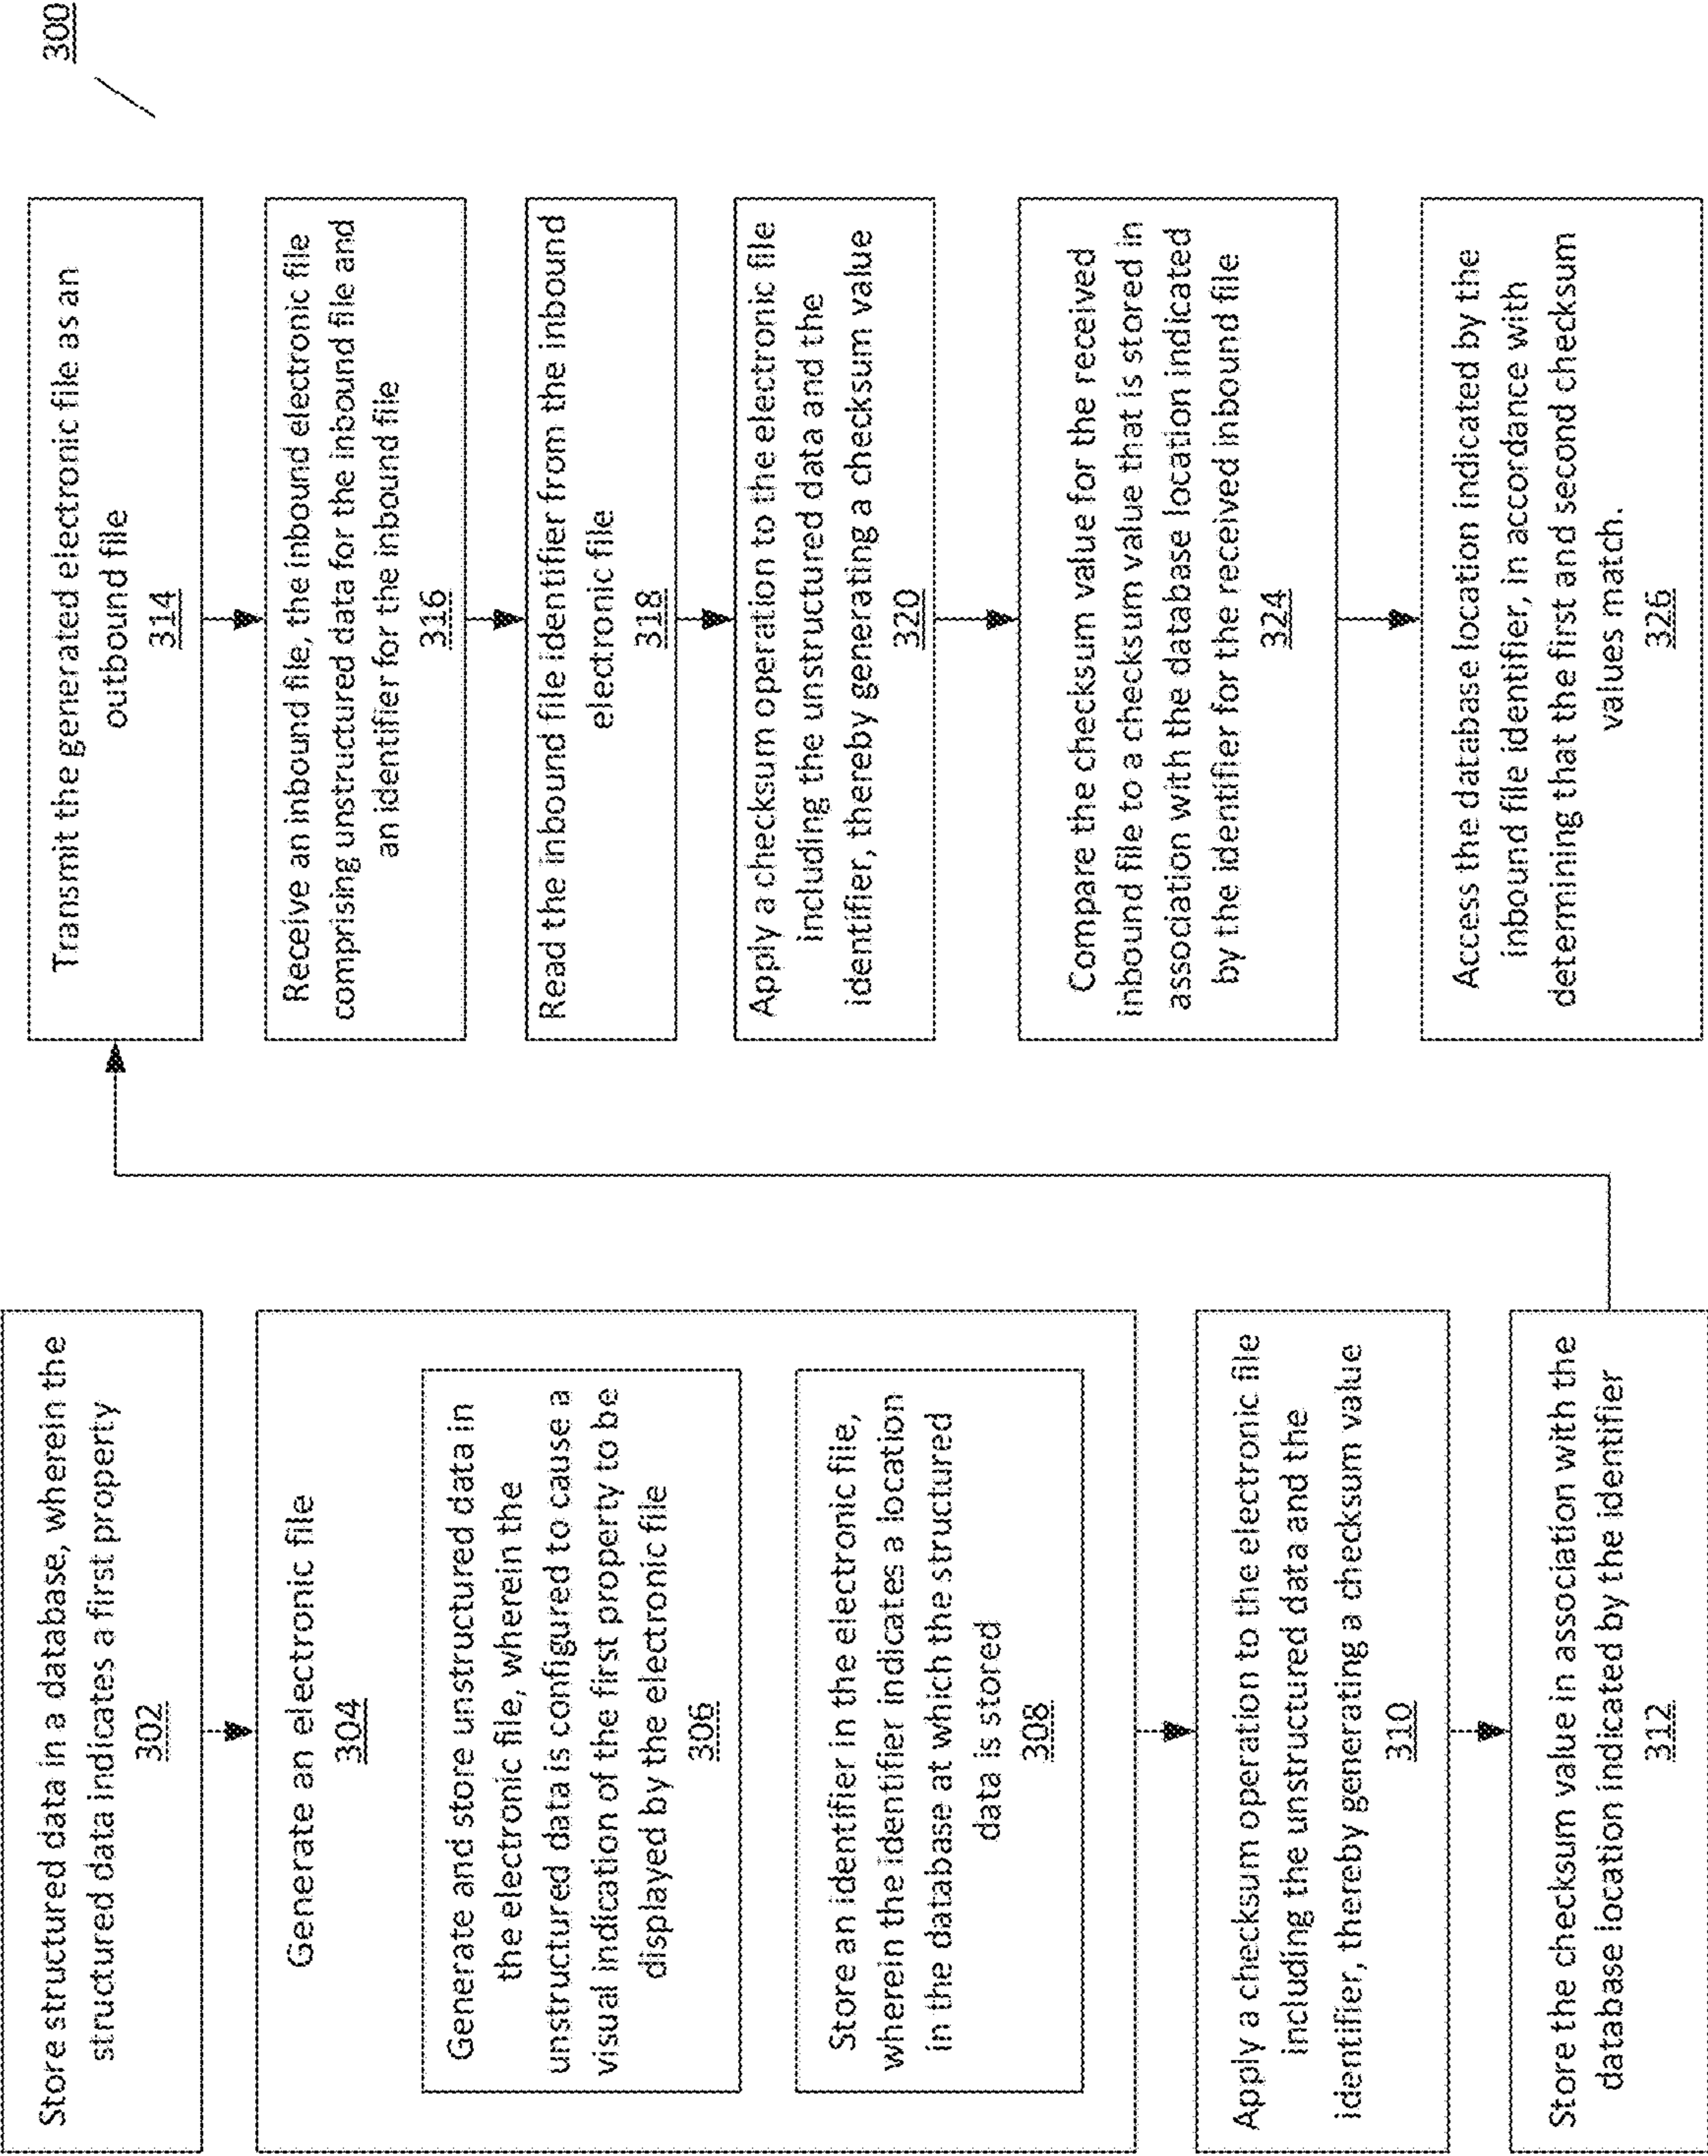 300
Store structured data in a database, wherein the
structured data indicates a first property
302
Generate an electronic file
304
Generate and store unstructured data in
the electronic file, wherein the
unstructured data is configured to cause a
visual indication of the first property to be
displayed by the electronic file
306
Store an identifier in the electronic file,
wherein the identifier indicates a location
in the database at which the structured
data is stored
308
Apply a checksum operation to the electronic file
including the unstructured data and the
identifier, thereby generating a checksum value
310
Store the checksum value in association with the
database location indicated by the identifier
312
Transmit the generated electronic file as an
outbound file
314
Receive an inbound file, the inbound electronic file
comprising unstructured data for the inbound file and
an identifier for the inbound file
316
Read the inbound file identifier from the inbound
electronic file
318
Apply a checksum operation to the electronic file
including the unstructured data and the
identifier, thereby generating a checksum value
320
Compare the checksum value for the received
inbound file to a checksum value that is stored in
association with the database location indicated
by the identifier for the received inbound file
324
Access the database location indicated by the
inbound file identifier, in accordance with
determining that the first and second checksum
values match.
326